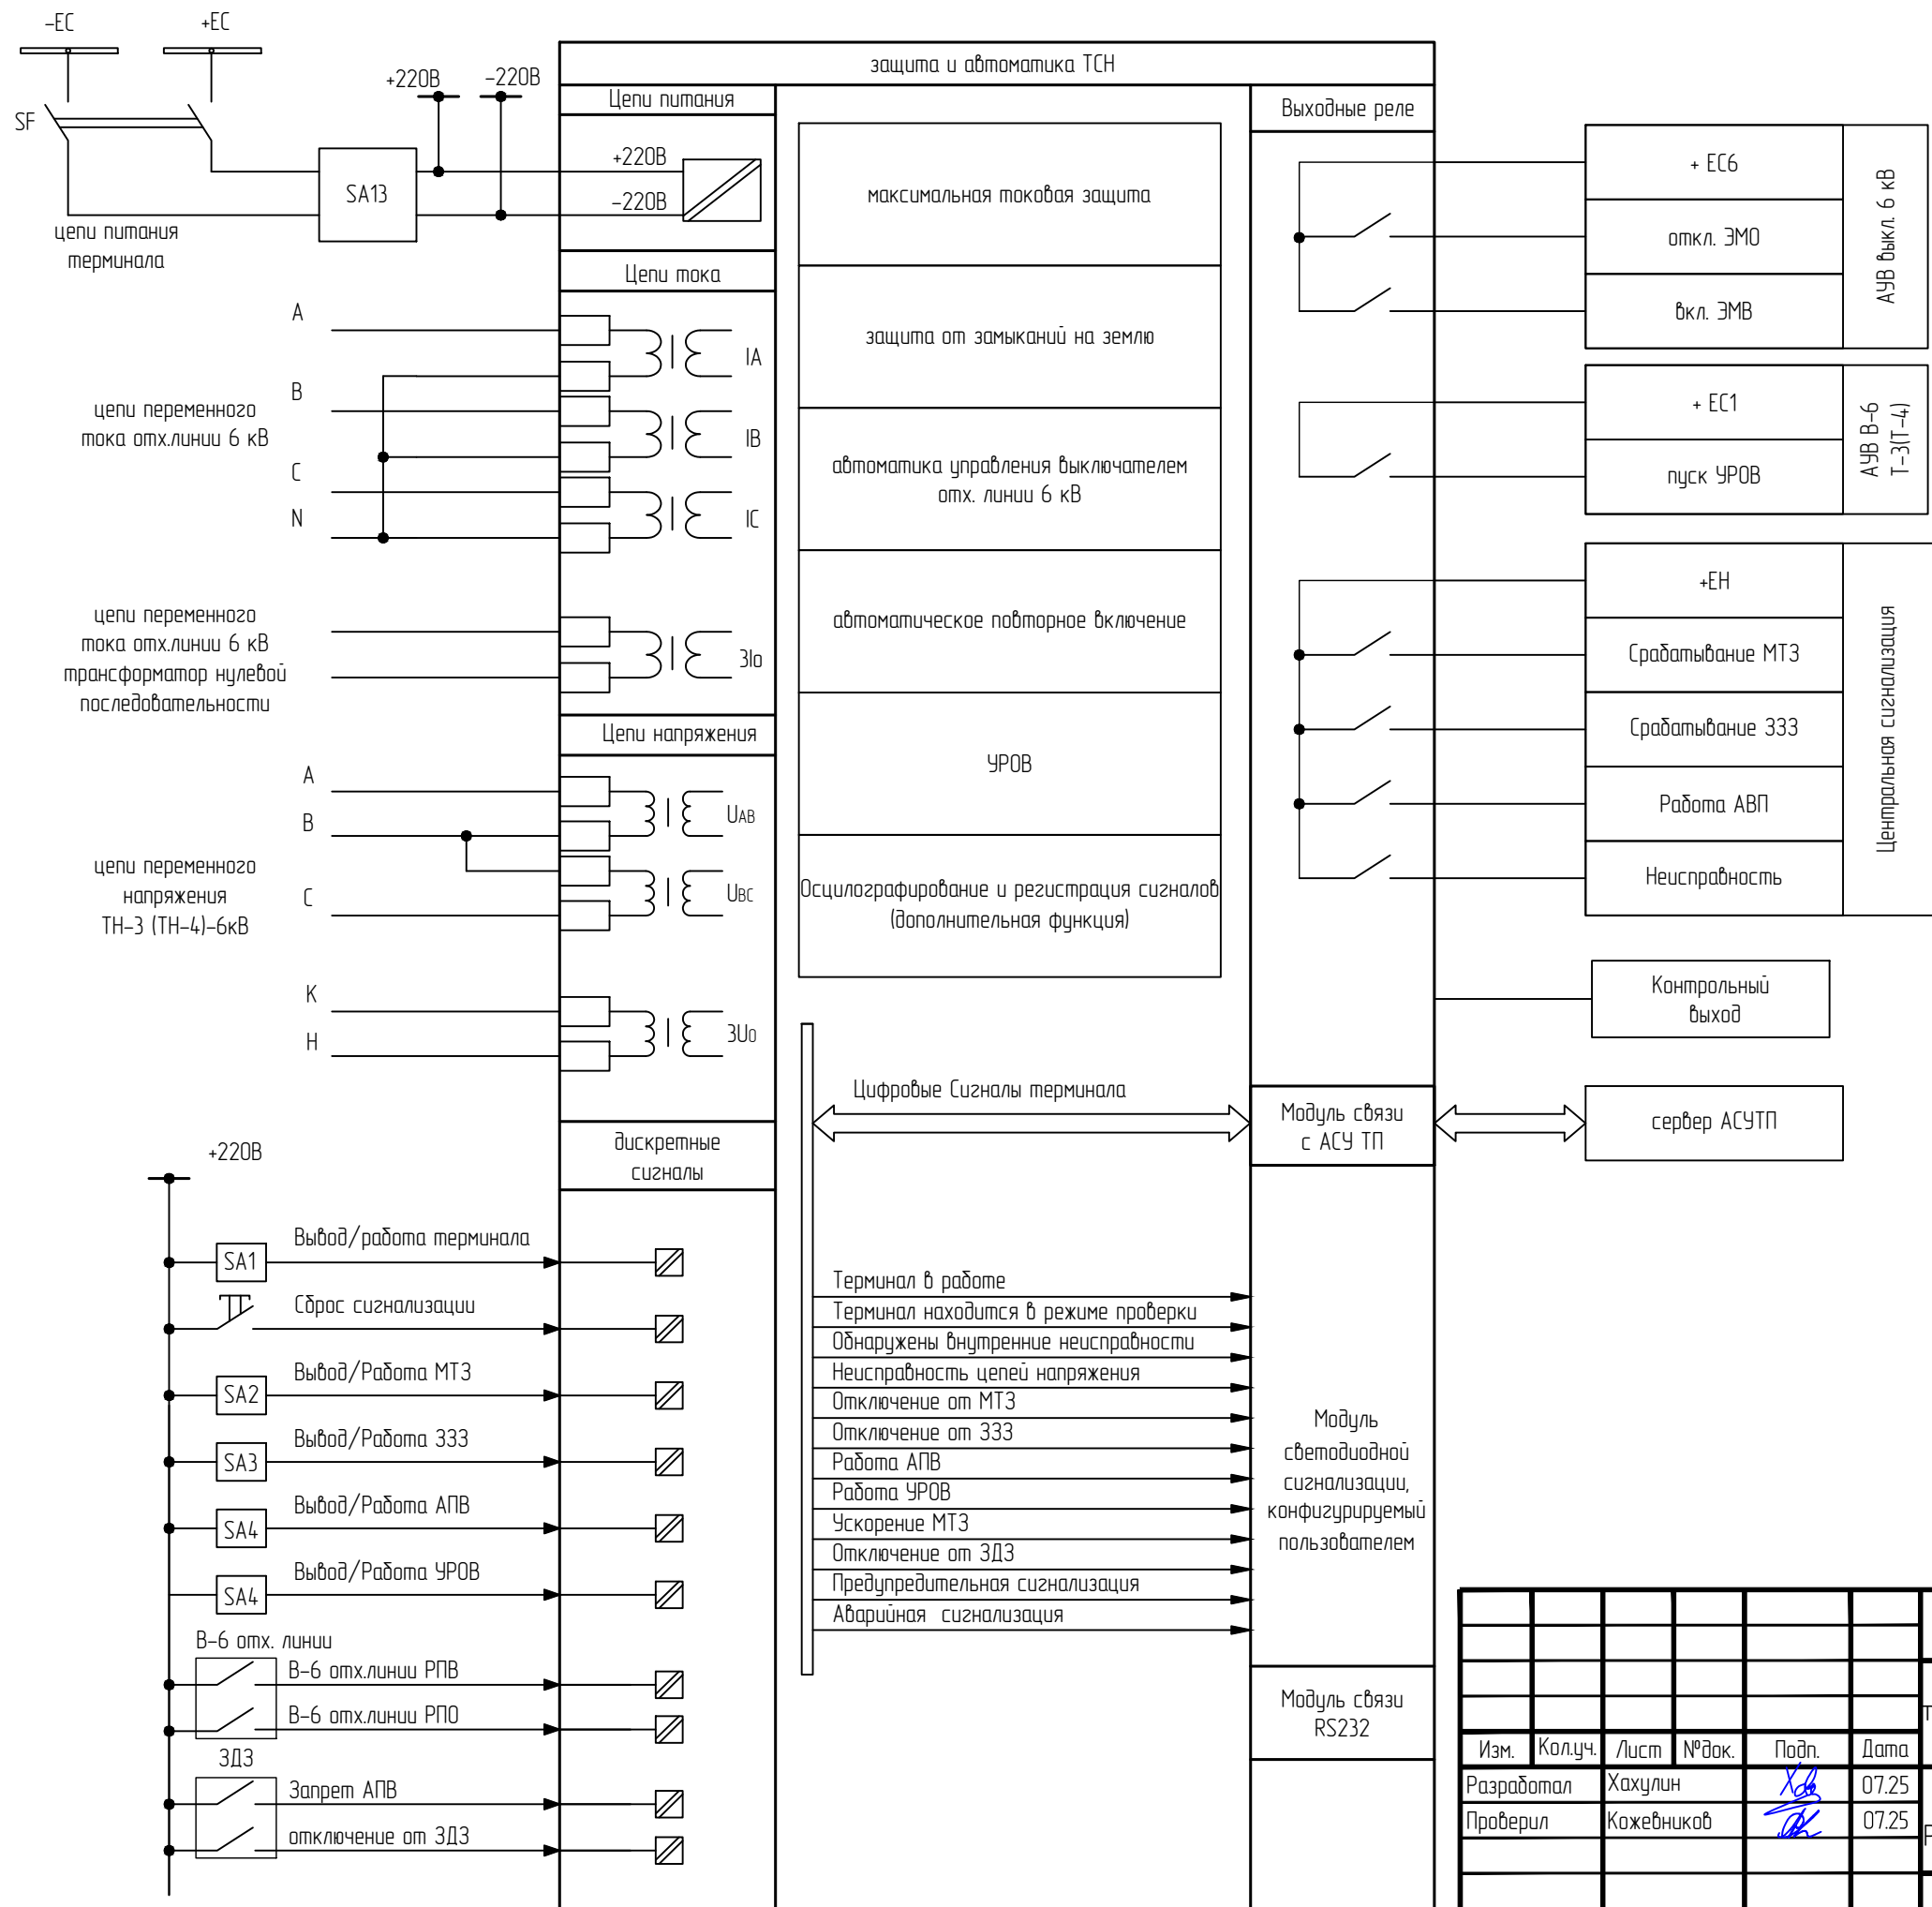 -ЕС
+ЕС
SF
+220В
-220В
SA13
цепи питания
терминала
защита и автоматика ТСН
Цепи питания
+220В
-220В
Цепи тока
A
B
C
N
цепи переменного
тока отх.линии 6 кВ
IA
IB
IC
цепи переменного
тока отх.линии 6 кВ
трансформатор нулевой
последовательности
3Io
Цепи напряжения
A
B
C
цепи переменного
напряжения
ТН-3 (ТН-4)-6кВ
UAB
UBC
К
Н
3U0
дискретные
сигналы
+220В
SA1
Вывод/работа терминала
Сброс сигнализации
SA2
Вывод/Работа МТЗ
SA3
Вывод/Работа ЗЗЗ
SA4
Вывод/Работа АПВ
SA4
Вывод/Работа УРОВ
В-6 отх. линии
В-6 отх.линии РПВ
В-6 отх.линии РПО
ЗДЗ
Запрет АПВ
отключение от ЗДЗ
максимальная токовая защита
защита от замыканий на землю
автоматика управления выключателем
отх. линии 6 кВ
автоматическое повторное включение
УРОВ
Осцилографирование и регистрация сигналов
(дополнительная функция)
Цифровые Сигналы терминала
Терминал в работе
Терминал находится в режиме проверки
Обнаружены внутренние неисправности
Неисправность цепей напряжения
Отключение от МТЗ
Отключение от ЗЗЗ
Работа АПВ
Работа УРОВ
Ускорение МТЗ
Отключение от ЗДЗ
Предупредительная сигнализация
Аварийная сигнализация
Выходные реле
Модуль связи
с АСУ ТП
Модуль
светодиодной
сигнализации,
конфигурируемый
пользователем
Модуль связи
RS232
+ ЕС6
откл. ЭМО
вкл. ЭМВ
АУВ выкл. 6 кВ
+ ЕС1
пуск УРОВ
АУВ В-6
Т-3(Т-4)
+ЕН
Срабатывание МТЗ
Срабатывание ЗЗЗ
Работа АВП
Неисправность
Центральная сигнализация
Контрольный
выход
сервер АСУТП
Изм. Кол.уч. Лист №док. Подп. Дата
Разработал Хахулин 07.25
Проверил Кожевников 07.25